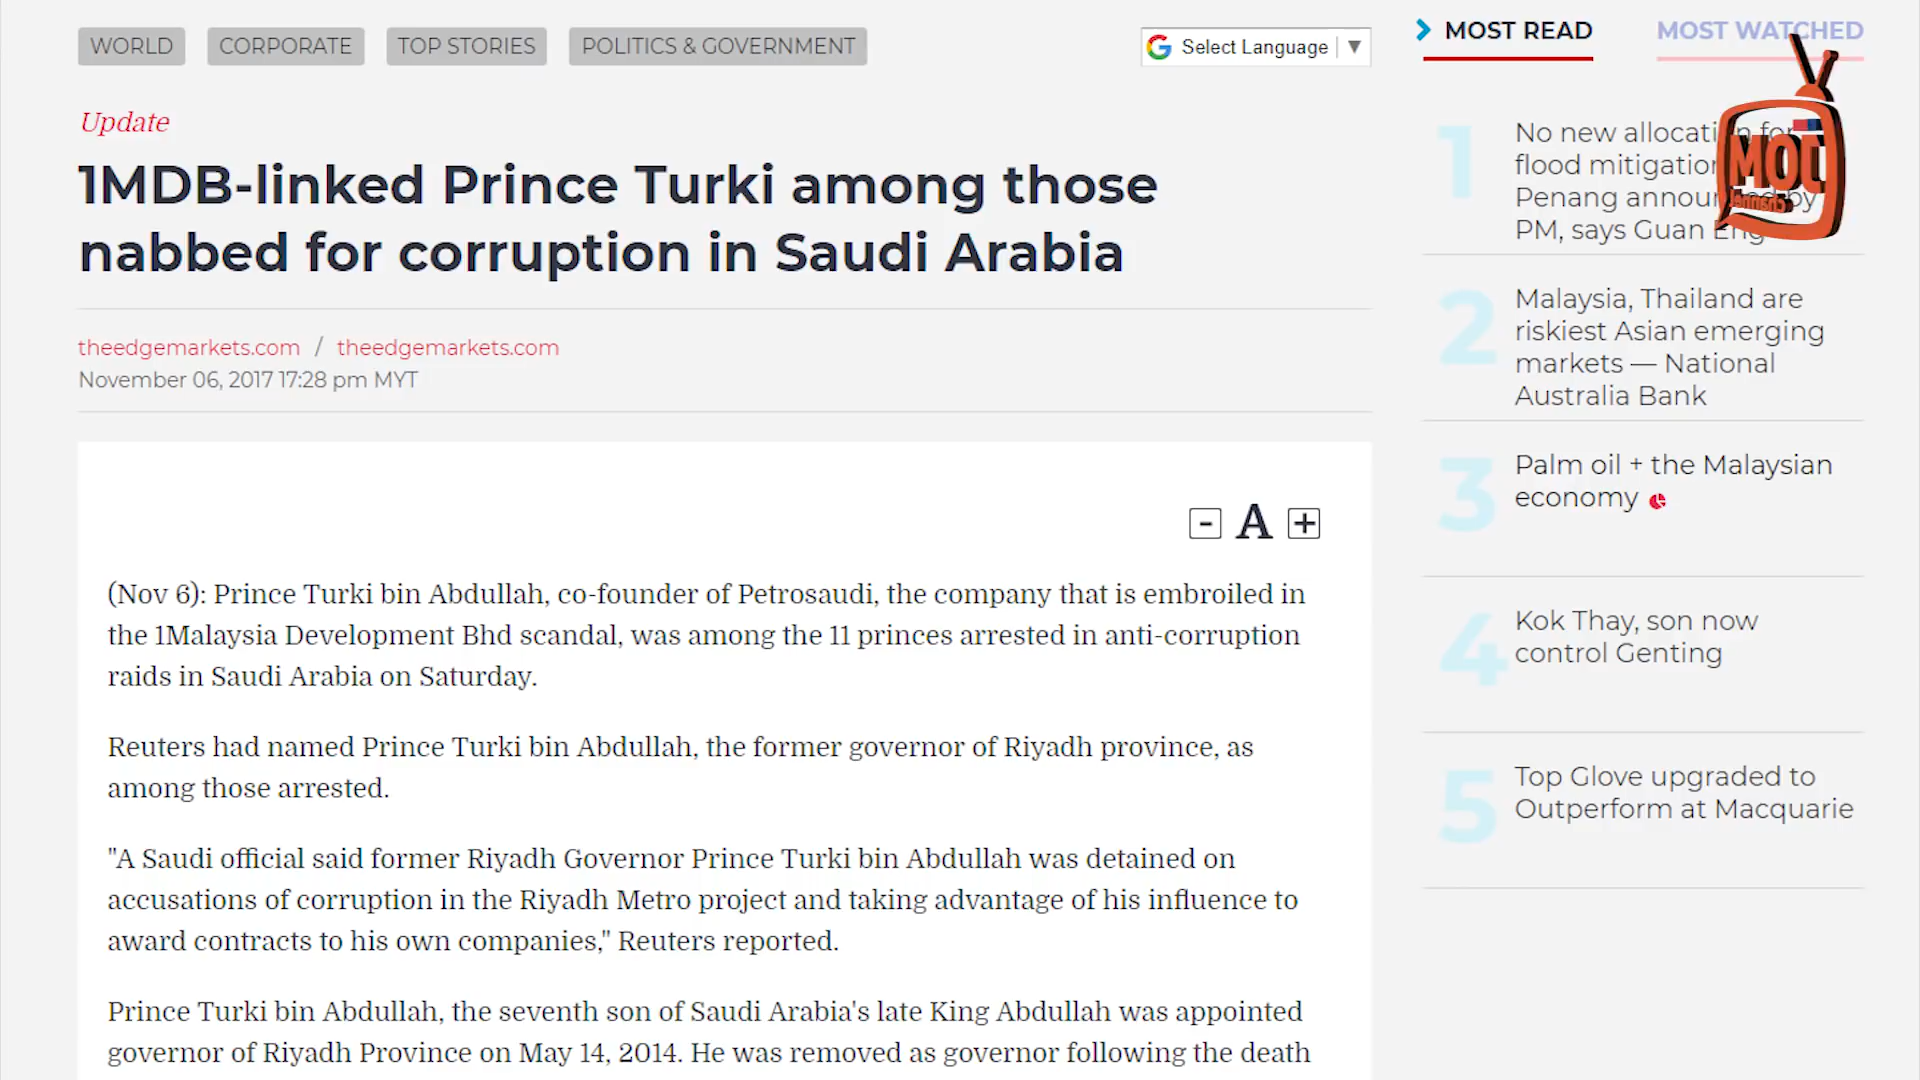 WORLD
CORPORATE
TOP STORIES
POLITICS & GOVERNMENT
Select Language
Update
1MDB-linked Prince Turki among those
nabbed for corruption in Saudi Arabia
theedgemarkets.com / theedgemarkets.com
November 06, 2017 17:28 pm MYT
- A +
(Nov 6): Prince Turki bin Abdullah, co-founder of Petrosaudi, the company that is embroiled in
the 1Malaysia Development Bhd scandal, was among the 11 princes arrested in anti-corruption
raids in Saudi Arabia on Saturday.
Reuters had named Prince Turki bin Abdullah, the former governor of Riyadh province, as
among those arrested.
"A Saudi official said former Riyadh Governor Prince Turki bin Abdullah was detained on
accusations of corruption in the Riyadh Metro project and taking advantage of his influence to
award contracts to his own companies," Reuters reported.
Prince Turki bin Abdullah, the seventh son of Saudi Arabia's late King Abdullah was appointed
governor of Riyadh Province on May 14, 2014. He was removed as governor following the death
MOST READ
MOST WATCHED
1
No new allocation for
flood mitigation
Penang announced by
PM, says Guan Eng
2
Malaysia, Thailand are
riskiest Asian emerging
markets — National
Australia Bank
3
Palm oil + the Malaysian
economy
4
Kok Thay, son now
control Genting
5
Top Glove upgraded to
Outperform at Macquarie